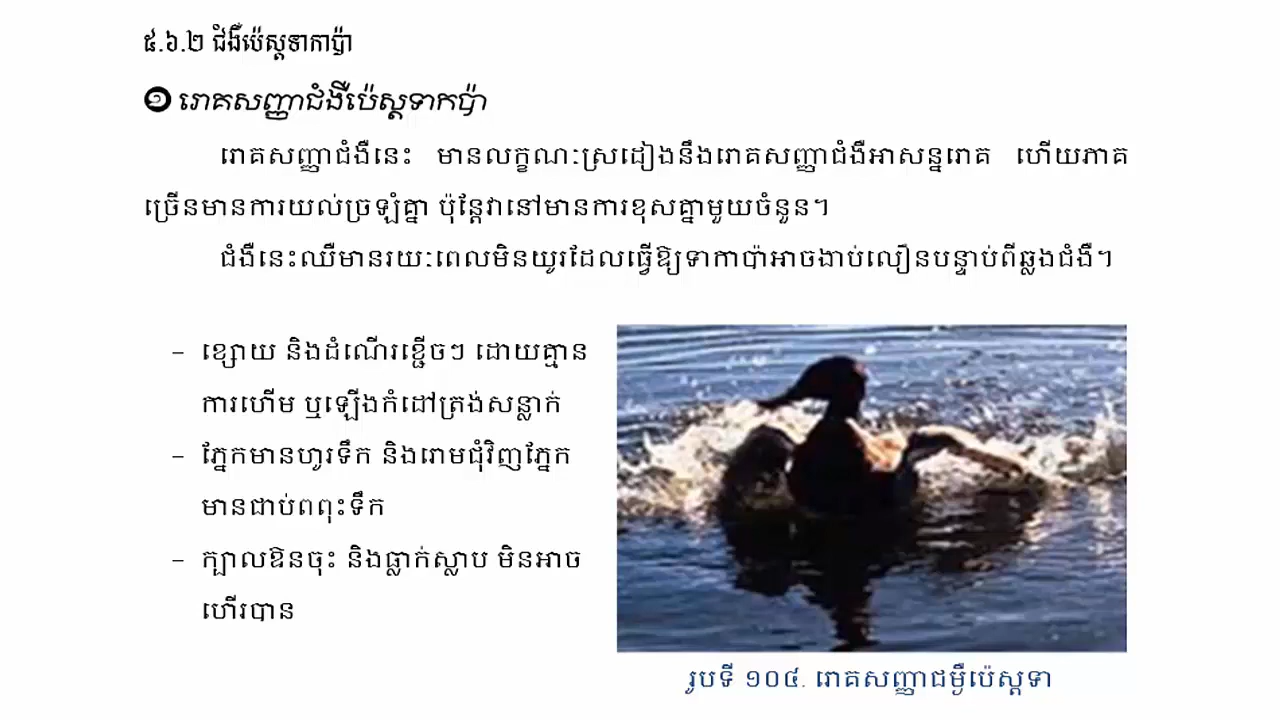 ៥.៦.២ ជំងឺប៉េស្តទាកាប៉ា
១ រោគសញ្ញាជំងឺប៉េស្តទាកប៉ា
រោគសញ្ញាជំងឺនេះ មានលក្ខណៈស្រដៀងនឹងរោគសញ្ញាជំងឺអាសន្នរោគ ហើយភាគ
ច្រើនមានការយល់ច្រឡំគ្នា ប៉ុន្តែវានៅមានការខុសគ្នាមួយចំនួន។
ជំងឺនេះឈឺមានរយៈពេលមិនយូរដែលធ្វើឱ្យទាកាប៉ាអាចងាប់លឿនបន្ទាប់ពីឆ្លងជំងឺ។
– ខ្សោយ និងដំណើរខ្ជើចៗ ដោយគ្មាន
ការហើម ឬឡើងកំដៅត្រង់សន្លាក់
– ភ្នែកមានហូរទឹក និងរោមជុំវិញភ្នែក
មានជាប់ពពុះទឹក
– ក្បាលឱនចុះ និងធ្លាក់ស្លាប មិនអាច
ហើរបាន
រូបទី ១០៤. រោគសញ្ញាជម្ងឺប៉េស្តទា